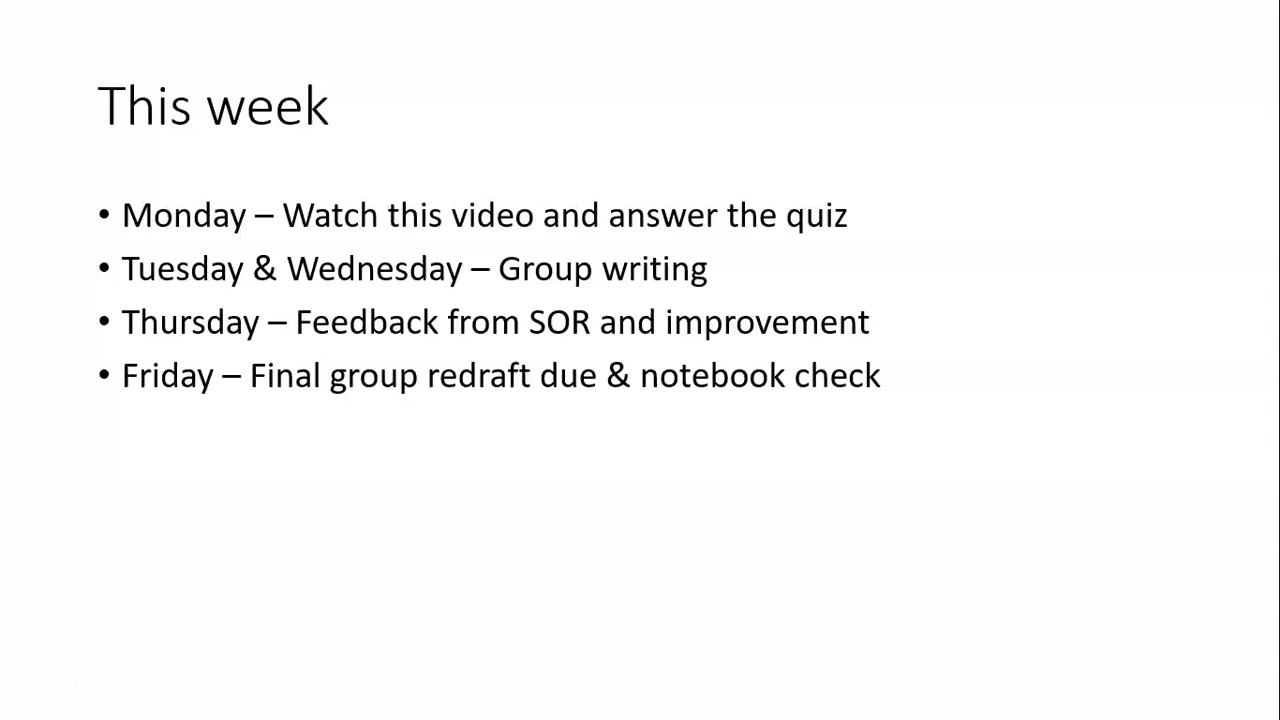 This week
• Monday – Watch this video and answer the quiz
• Tuesday & Wednesday – Group writing
• Thursday – Feedback from SOR and improvement
• Friday – Final group redraft due & notebook check